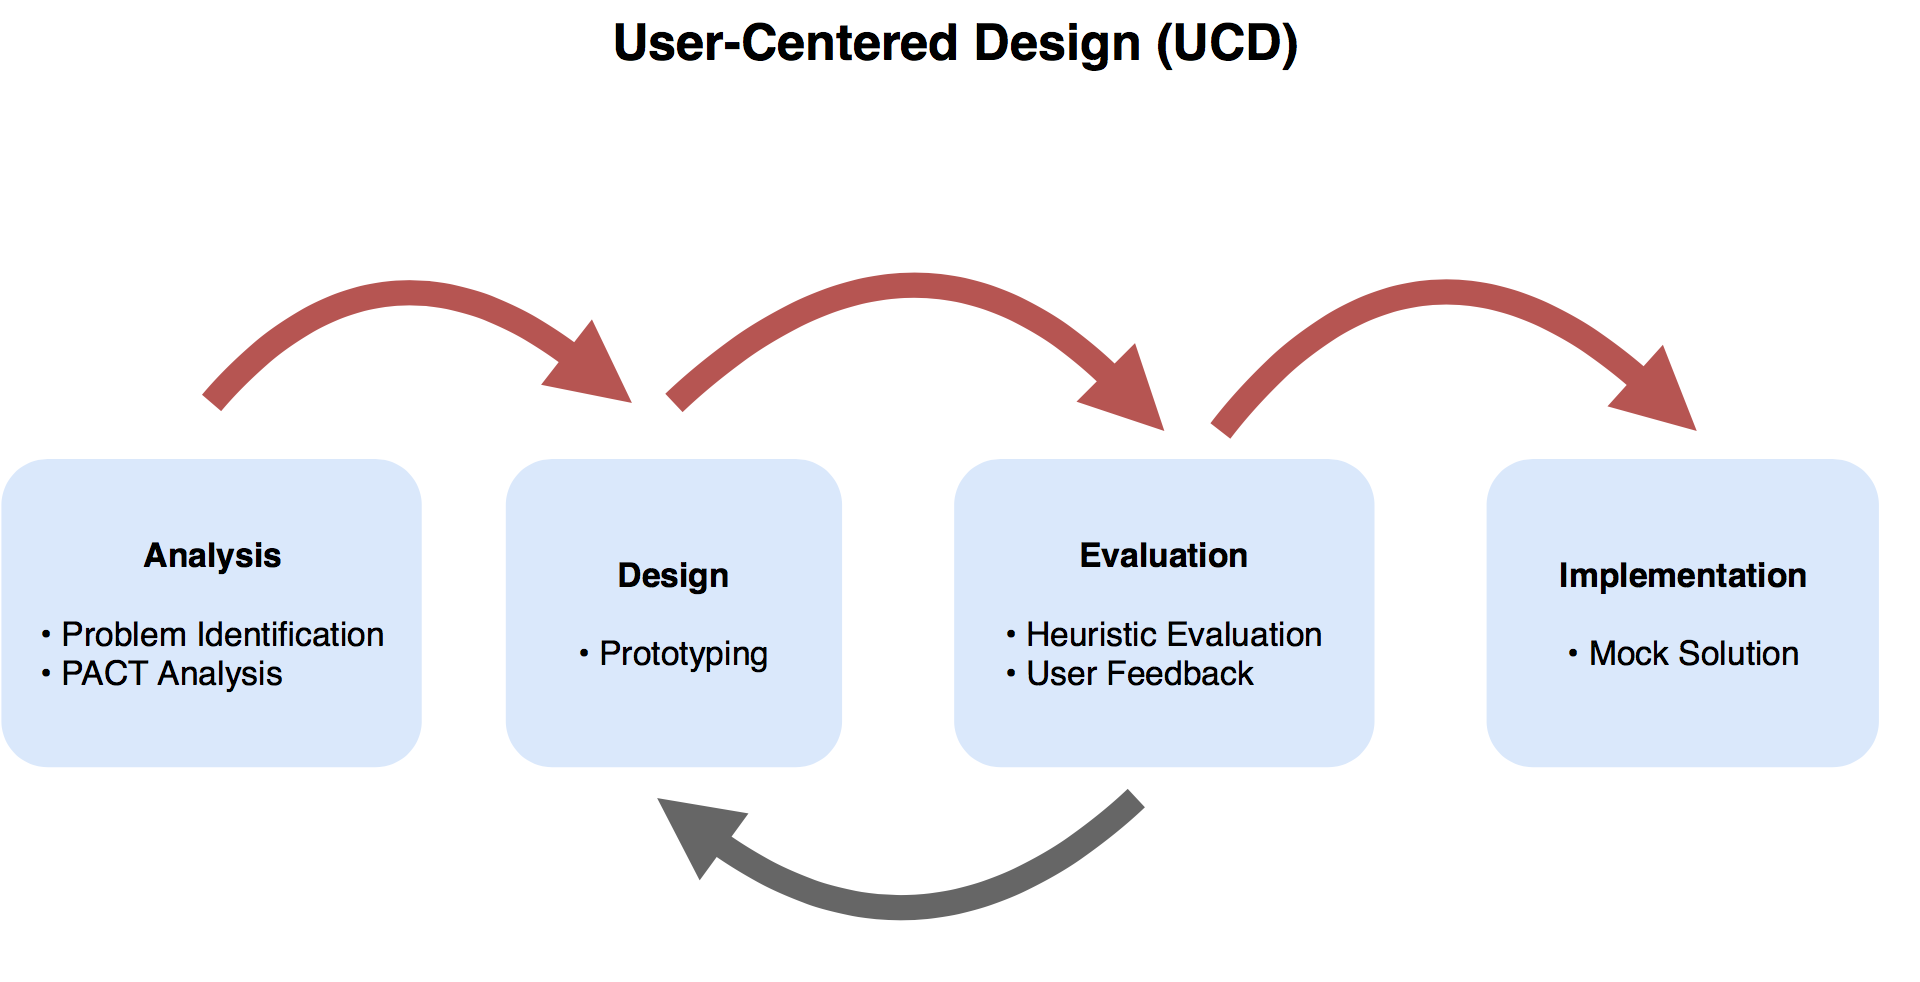 User-Centered Design (UCD)
Analysis
• Problem Identification
• PACT Analysis
Design
• Prototyping
Evaluation
• Heuristic Evaluation
• User Feedback
Implementation
• Mock Solution